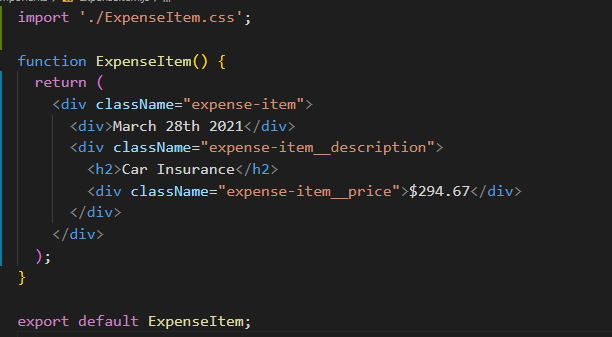 import './ExpenseItem.css';
function ExpenseItem() {
return (
<div className="expense-item">
<div>March 28th 2021</div>
<div className="expense-item__description">
<h2>Car Insurance</h2>
<div className="expense-item__price">$294.67</div>
</div>
</div>
);
}
export default ExpenseItem;